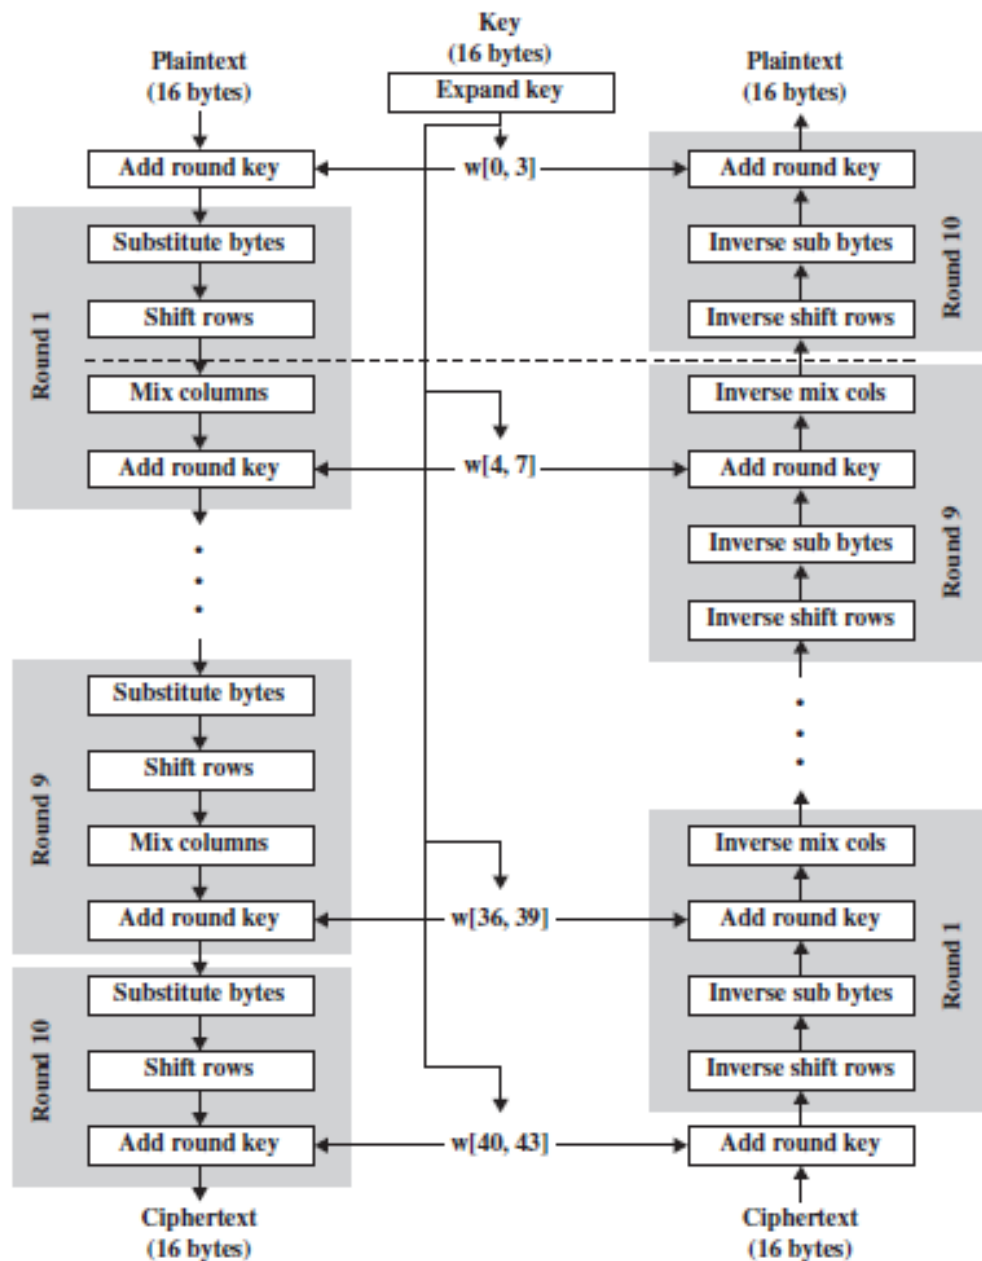 Key
(16 bytes)
Plaintext
(16 bytes)
Expand key
Plaintext
(16 bytes)
Add round key
w[0, 3]
Add round key
Round 1
Substitute bytes
Shift rows
Mix columns
Add round key
w[4, 7]
Round 10
Inverse sub bytes
Inverse shift rows
Round 9
Inverse mix cols
Add round key
Inverse sub bytes
Inverse shift rows
Round 9
Substitute bytes
Shift rows
Mix columns
Add round key
w[36, 39]
Round 1
Inverse mix cols
Add round key
Inverse sub bytes
Inverse shift rows
Round 10
Substitute bytes
Shift rows
Add round key
w[40, 43]
Add round key
Ciphertext
(16 bytes)
Ciphertext
(16 bytes)